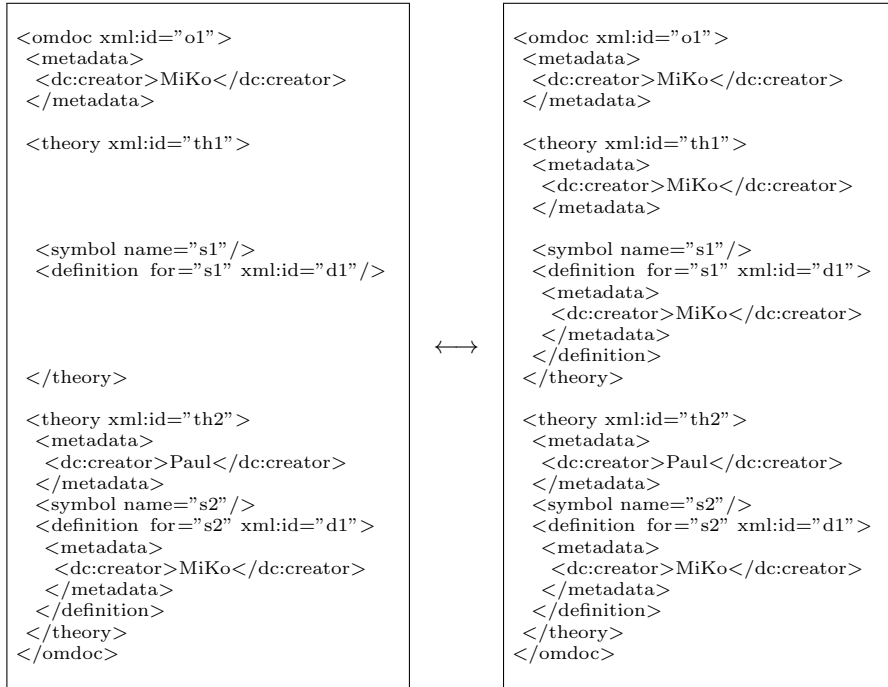 <omdoc xml:id="o1">
<metadata>
<dc:creator>MiKo</dc:creator>
</metadata>
<theory xml:id="th1">
<symbol name="s1"/>
<definition for="s1" xml:id="d1"/>
</theory>
<theory xml:id="th2">
<metadata>
<dc:creator>Paul</dc:creator>
</metadata>
<symbol name="s2"/>
<definition for="s2" xml:id="d1">
<metadata>
<dc:creator>MiKo</dc:creator>
</metadata>
</definition>
</theory>
</omdoc>
⟷
<omdoc xml:id="o1">
<metadata>
<dc:creator>MiKo</dc:creator>
</metadata>
<theory xml:id="th1">
<metadata>
<dc:creator>MiKo</dc:creator>
</metadata>
<symbol name="s1"/>
<definition for="s1" xml:id="d1">
<metadata>
<dc:creator>MiKo</dc:creator>
</metadata>
</definition>
</theory>
<theory xml:id="th2">
<metadata>
<dc:creator>Paul</dc:creator>
</metadata>
<symbol name="s2"/>
<definition for="s2" xml:id="d1">
<metadata>
<dc:creator>MiKo</dc:creator>
</metadata>
</definition>
</theory>
</omdoc>